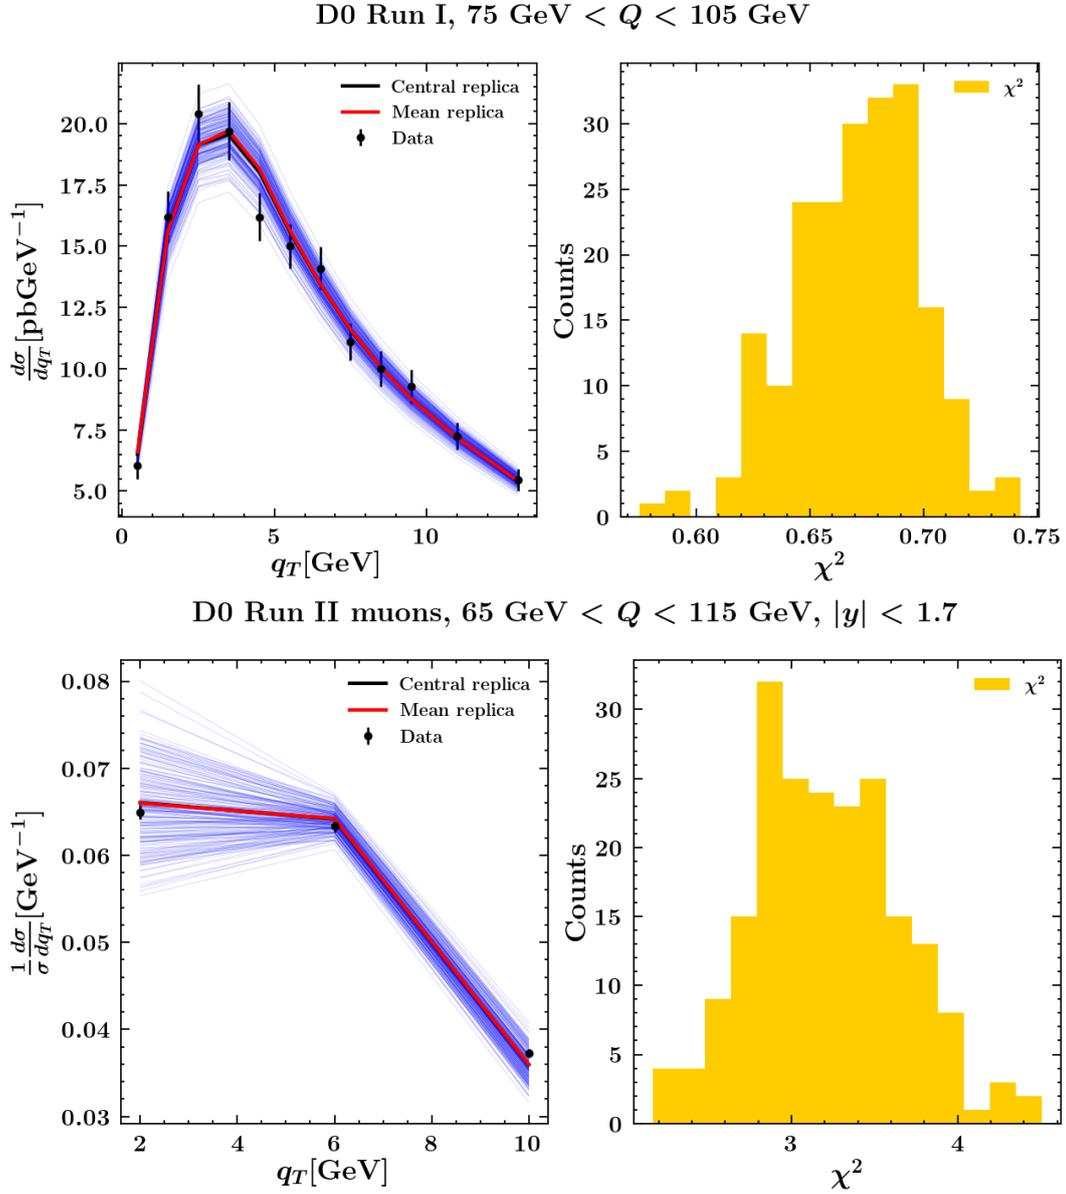 D0 Run I, 75 GeV < Q < 105 GeV
Central replica
Mean replica
Data
20.0
17.5
15.0
12.5
10.0
7.5
5.0
dσ/dq_T [pbGeV⁻¹]
0 5 10
q_T[GeV]
χ²
30
25
20
15
10
5
0
Counts
0.60 0.65 0.70 0.75
χ²
D0 Run II muons, 65 GeV < Q < 115 GeV, |y| < 1.7
Central replica
Mean replica
Data
0.08
0.07
0.06
0.05
0.04
0.03
1/σ dσ/dq_T [GeV⁻¹]
2 4 6 8 10
q_T[GeV]
χ²
30
25
20
15
10
5
0
Counts
3 4
χ²